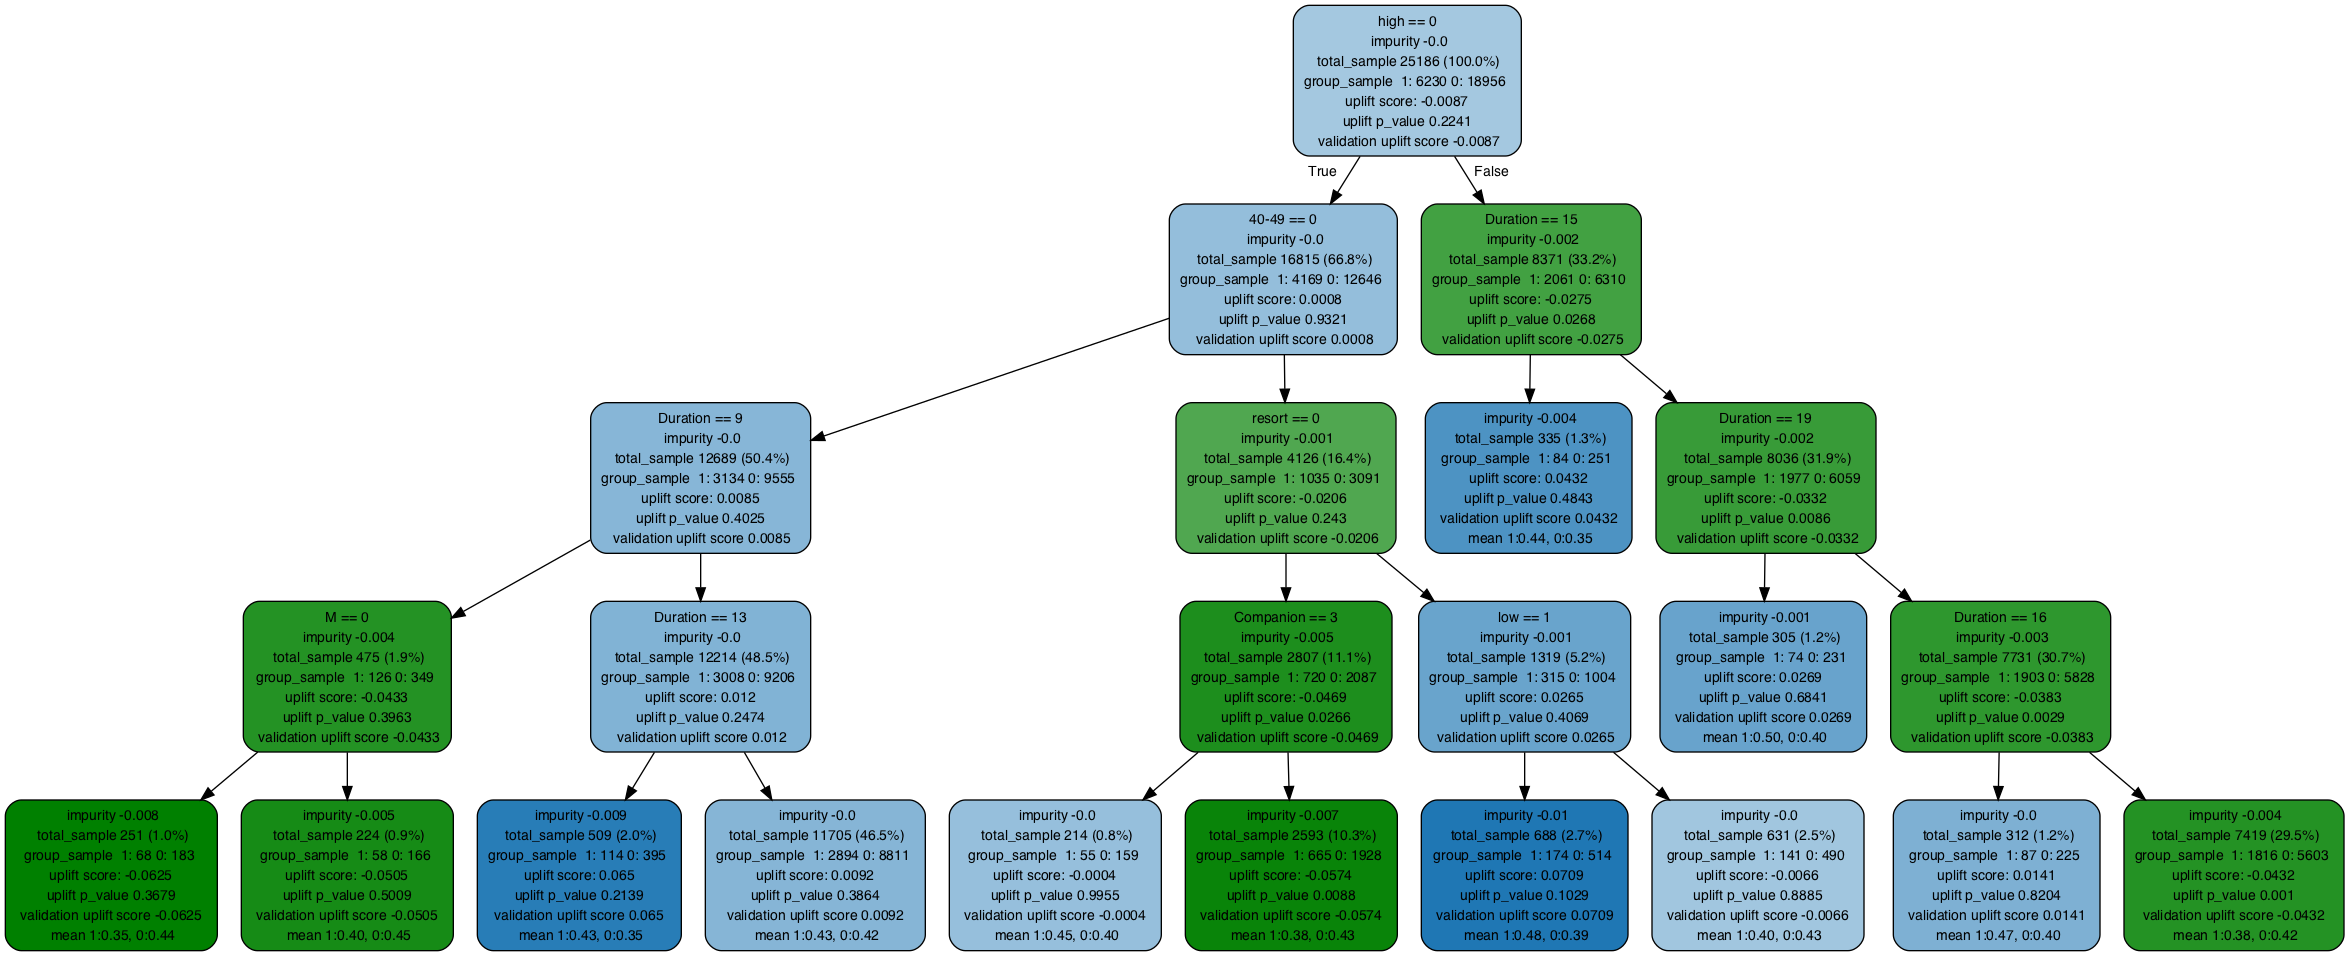 high == 0
impurity -0.0
total_sample 25186 (100.0%)
group_sample 1: 6230 0: 18956
uplift score: -0.0087
uplift p_value 0.2241
validation uplift score -0.0087
True
False
40-49 == 0
impurity -0.0
total_sample 16815 (66.8%)
group_sample 1: 4169 0: 12646
uplift score: 0.0008
uplift p_value 0.9321
validation uplift score 0.0008
Duration == 15
impurity -0.002
total_sample 8371 (33.2%)
group_sample 1: 2061 0: 6310
uplift score: -0.0275
uplift p_value 0.0268
validation uplift score -0.0275
Duration == 9
impurity -0.0
total_sample 12689 (50.4%)
group_sample 1: 3134 0: 9555
uplift score: 0.0085
uplift p_value 0.4025
validation uplift score 0.0085
resort == 0
impurity -0.001
total_sample 4126 (16.4%)
group_sample 1: 1035 0: 3091
uplift score: -0.0206
uplift p_value 0.243
validation uplift score -0.0206
impurity -0.004
total_sample 335 (1.3%)
group_sample 1: 84 0: 251
uplift score: 0.0432
uplift p_value 0.4843
validation uplift score 0.0432
mean 1:0.44, 0:0.35
Duration == 19
impurity -0.002
total_sample 8036 (31.9%)
group_sample 1: 1977 0: 6059
uplift score: -0.0332
uplift p_value 0.0086
validation uplift score -0.0332
M == 0
impurity -0.004
total_sample 475 (1.9%)
group_sample 1: 126 0: 349
uplift score: -0.0433
uplift p_value 0.3963
validation uplift score -0.0433
Duration == 13
impurity -0.0
total_sample 12214 (48.5%)
group_sample 1: 3008 0: 9206
uplift score: 0.012
uplift p_value 0.2474
validation uplift score 0.012
Companion == 3
impurity -0.005
total_sample 2807 (11.1%)
group_sample 1: 720 0: 2087
uplift score: -0.0469
uplift p_value 0.0266
validation uplift score -0.0469
low == 1
impurity -0.001
total_sample 1319 (5.2%)
group_sample 1: 315 0: 1004
uplift score: 0.0265
uplift p_value 0.4069
validation uplift score 0.0265
impurity -0.001
total_sample 305 (1.2%)
group_sample 1: 74 0: 231
uplift score: 0.0269
uplift p_value 0.6841
validation uplift score 0.0269
mean 1:0.50, 0:0.40
Duration == 16
impurity -0.003
total_sample 7731 (30.7%)
group_sample 1: 1903 0: 5828
uplift score: -0.0383
uplift p_value 0.0029
validation uplift score -0.0383
impurity -0.008
total_sample 251 (1.0%)
group_sample 1: 68 0: 183
uplift score: -0.0625
uplift p_value 0.3679
validation uplift score -0.0625
mean 1:0.35, 0:0.44
impurity -0.005
total_sample 224 (0.9%)
group_sample 1: 58 0: 166
uplift score: -0.0505
uplift p_value 0.5009
validation uplift score -0.0505
mean 1:0.40, 0:0.45
impurity -0.009
total_sample 509 (2.0%)
group_sample 1: 114 0: 395
uplift score: 0.065
uplift p_value 0.2139
validation uplift score 0.065
mean 1:0.43, 0:0.35
impurity -0.0
total_sample 11705 (46.5%)
group_sample 1: 2894 0: 8811
uplift score: 0.0092
uplift p_value 0.3864
validation uplift score 0.0092
mean 1:0.43, 0:0.42
impurity -0.0
total_sample 214 (0.8%)
group_sample 1: 55 0: 159
uplift score: -0.0004
uplift p_value 0.9955
validation uplift score -0.0004
mean 1:0.45, 0:0.40
impurity -0.007
total_sample 2593 (10.3%)
group_sample 1: 665 0: 1928
uplift score: -0.0574
uplift p_value 0.0088
validation uplift score -0.0574
mean 1:0.38, 0:0.43
impurity -0.01
total_sample 688 (2.7%)
group_sample 1: 174 0: 514
uplift score: 0.0709
uplift p_value 0.1029
validation uplift score 0.0709
mean 1:0.48, 0:0.39
impurity -0.0
total_sample 631 (2.5%)
group_sample 1: 141 0: 490
uplift score: -0.0066
uplift p_value 0.8885
validation uplift score -0.0066
mean 1:0.40, 0:0.43
impurity -0.0
total_sample 312 (1.2%)
group_sample 1: 87 0: 225
uplift score: 0.0141
uplift p_value 0.8204
validation uplift score 0.0141
mean 1:0.47, 0:0.40
impurity -0.004
total_sample 7419 (29.5%)
group_sample 1: 1816 0: 5603
uplift score: -0.0432
uplift p_value 0.001
validation uplift score -0.0432
mean 1:0.38, 0:0.42